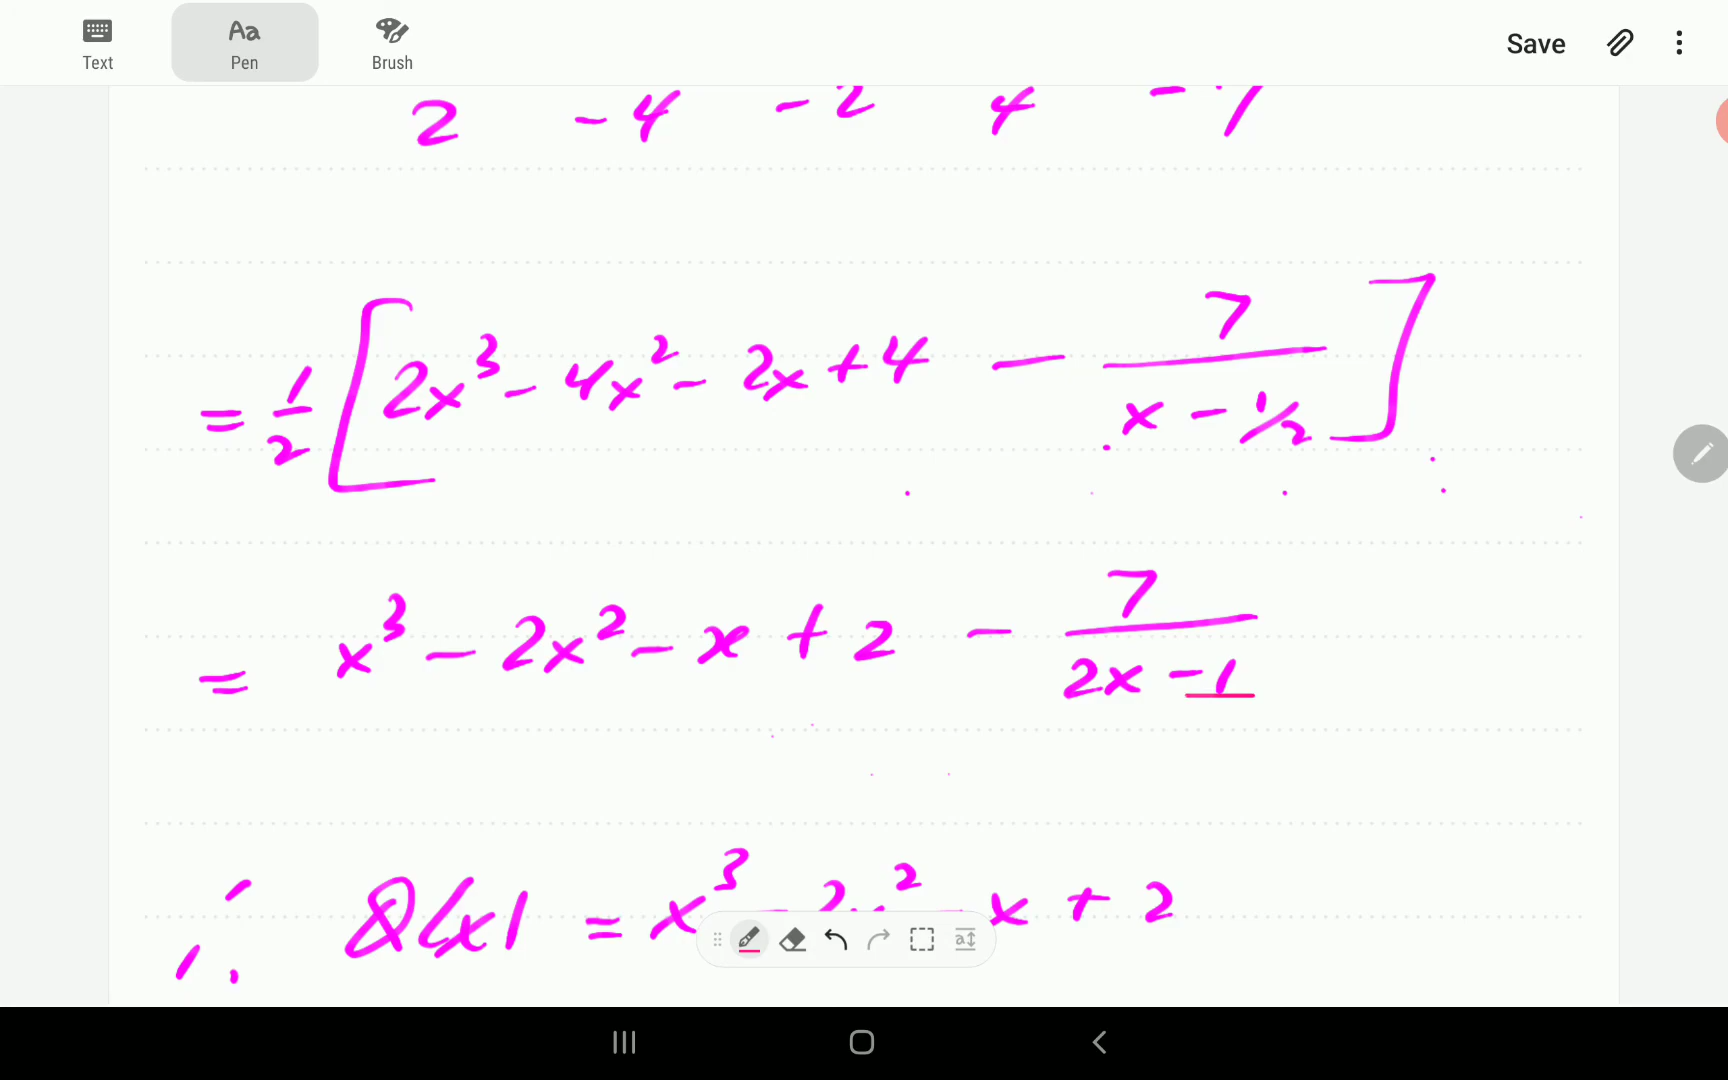 Text Aa Pen Brush Save
2 -4 -2 4 -7
= 1/2 [2x³ - 4x² - 2x + 4 - 7/(x - 1/2)]
= x³ - 2x² - x + 2 - 7/(2x - 1)
∴ Q(x) = x³ - 2x² - x + 2